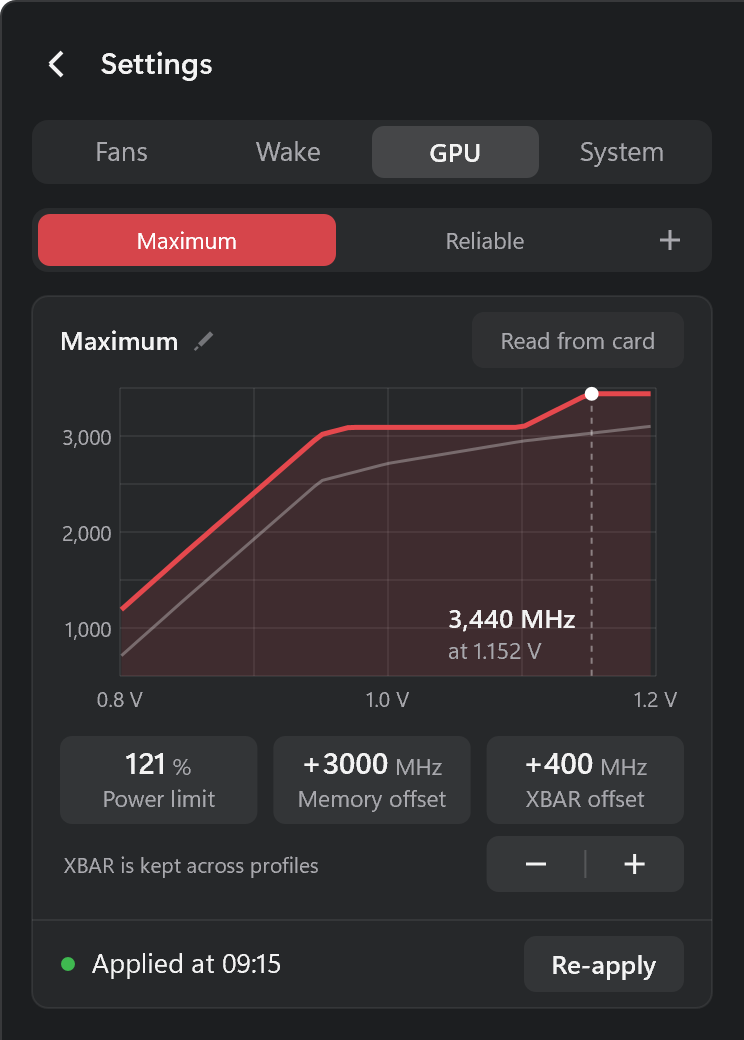 Settings
Fans Wake GPU System
Maximum Reliable +
Maximum Read from card
3,000
2,000
1,000
3,440 MHz
at 1.152 V
0.8 V 1.0 V 1.2 V
121 % +3000 MHz +400 MHz
Power limit Memory offset XBAR offset
XBAR is kept across profiles − +
Applied at 09:15 Re-apply